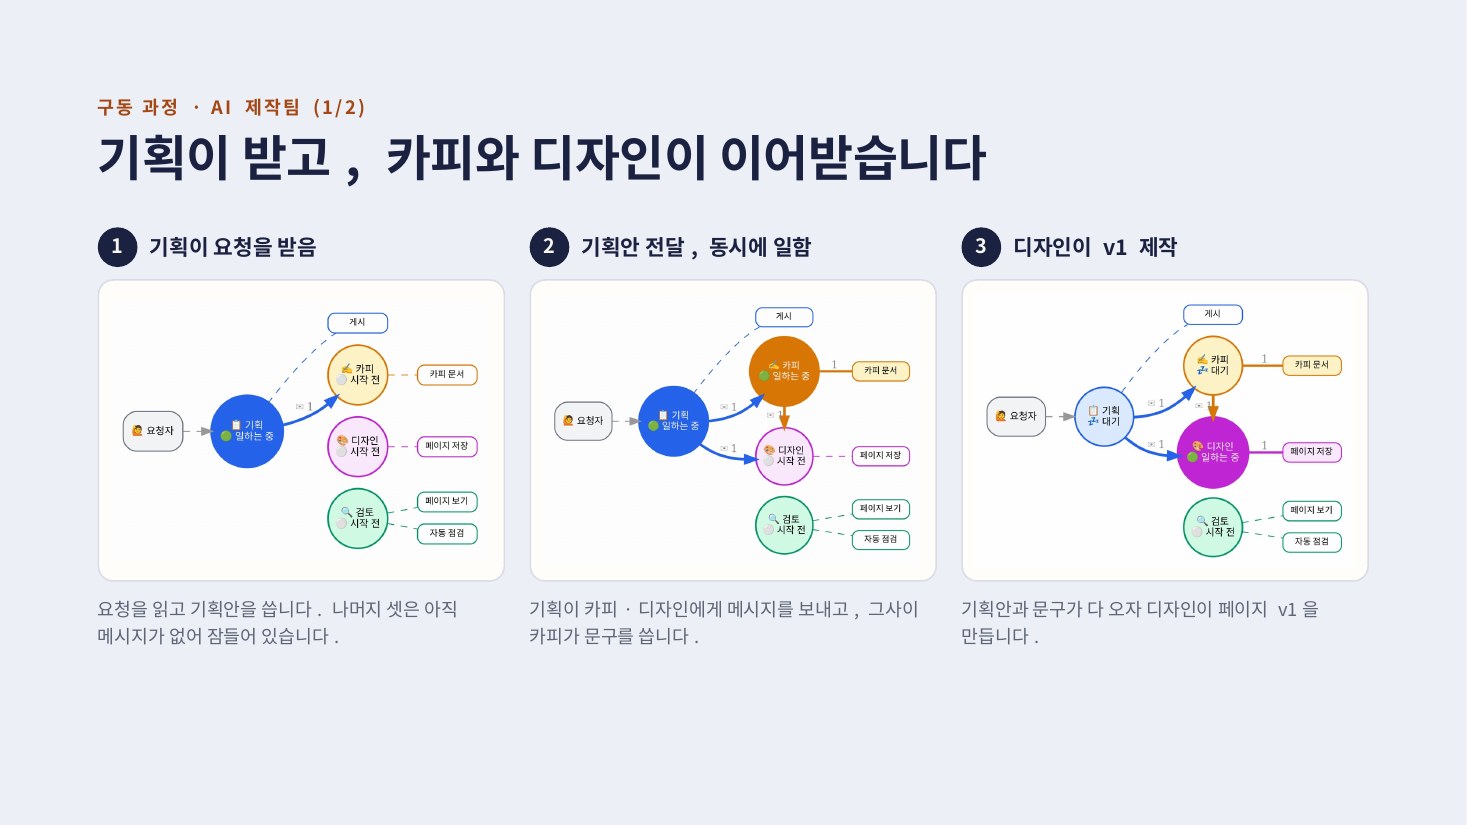 구동 과정 · AI 제작팀 (1/2)
기획이 받고 , 카피와 디자인이 이어받습니다
1 기획이 요청을 받음
게시
✍️ 카피
⚪ 시작 전
카피 문서
✉ 1
🙋 요청자
📋 기획
🟢 일하는 중
🎨 디자인
⚪ 시작 전
페이지 저장
🔍 검토
⚪ 시작 전
페이지 보기
자동 점검
요청을 읽고 기획안을 씁니다 . 나머지 셋은 아직
메시지가 없어 잠들어 있습니다 .
2 기획안 전달 , 동시에 일함
게시
✍️ 카피
🟢 일하는 중
1
카피 문서
✉ 1
✉ 1
🙋 요청자
📋 기획
🟢 일하는 중
✉ 1
🎨 디자인
⚪ 시작 전
페이지 저장
🔍 검토
⚪ 시작 전
페이지 보기
자동 점검
기획이 카피 · 디자인에게 메시지를 보내고 , 그사이
카피가 문구를 씁니다 .
3 디자인이 v1 제작
게시
✍️ 카피
💤 대기
1
카피 문서
✉ 1
✉ 1
🙋 요청자
📋 기획
💤 대기
✉ 1
🎨 디자인
🟢 일하는 중
1
페이지 저장
🔍 검토
⚪ 시작 전
페이지 보기
자동 점검
기획안과 문구가 다 오자 디자인이 페이지 v1 을
만듭니다 .